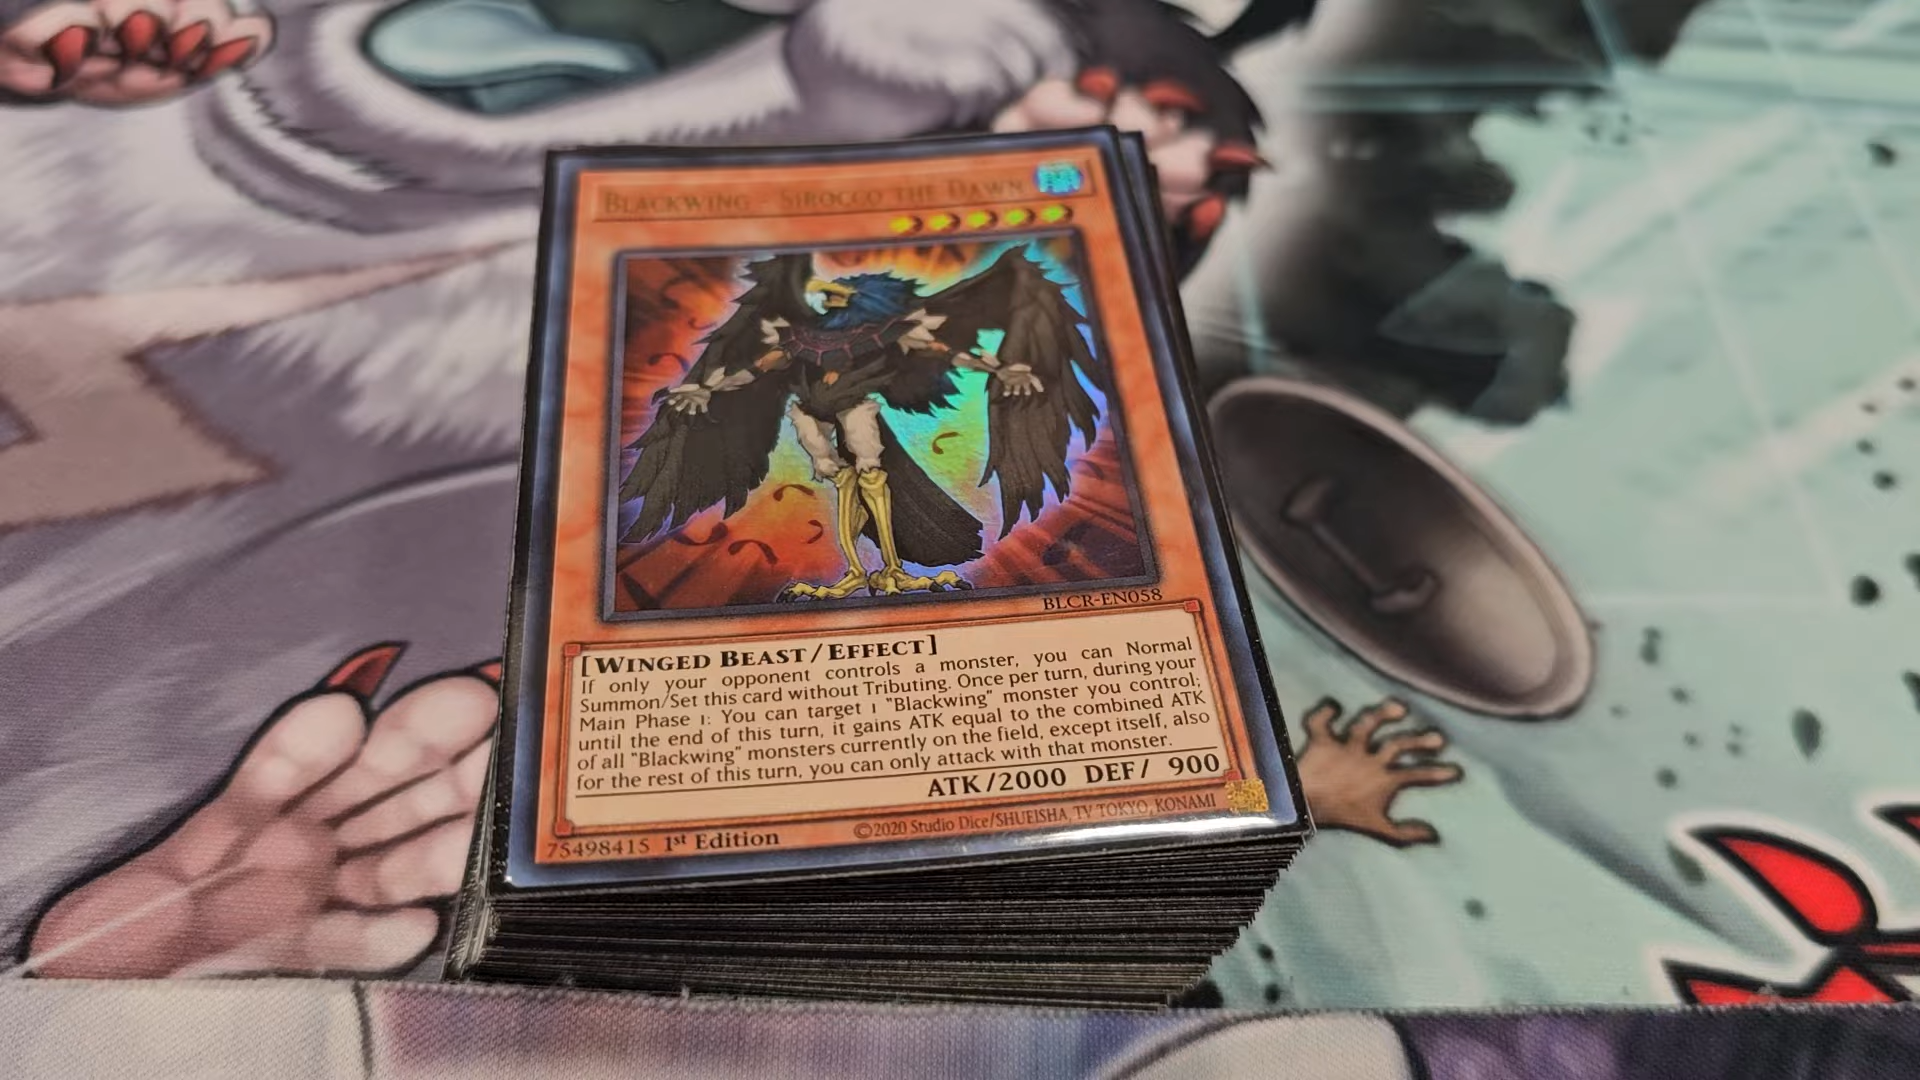 BLACKWING - SIROCCO THE DAWN
BLCR-EN058
[WINGED BEAST/EFFECT]
If only your opponent controls a monster, you can Normal
Summon/Set this card without Tributing. Once per turn, during your
Main Phase 1: You can target 1 "Blackwing" monster you control;
until the end of this turn, it gains ATK equal to the combined ATK
of all "Blackwing" monsters currently on the field, except itself, also
for the rest of this turn, you can only attack with that monster.
ATK/2000 DEF/ 900
75498415 1st Edition
©2020 Studio Dice/SHUEISHA, TV TOKYO, KONAMI